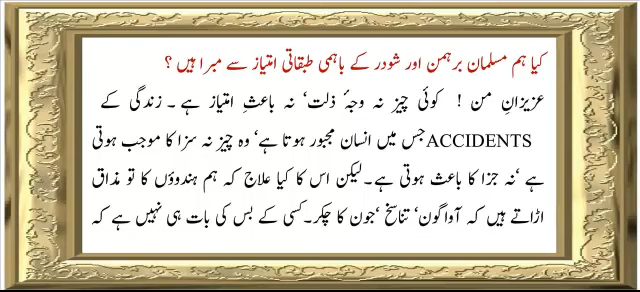 کیا ہم مسلمان برہمن اور شودر کے باہمی طبقاتی امتیاز سے مبرا ہیں ؟
عزیزانِ من ! کوئی چیز نہ وجۂ ذلت‘ نہ باعثِ امتیاز ہے ۔ زندگی کے
ACCIDENTS جس میں انسان مجبور ہوتا ہے‘ وہ چیز نہ سزا کا موجب ہوتی
ہے ‘نہ جزا کا باعث ہوتی ہے۔لیکن اس کا کیا علاج کہ ہم ہندوؤں کا تو مذاق
اڑاتے ہیں کہ آواگون‘ تناسخ ‘جون کا چکر۔کسی کے بس کی بات ہی نہیں ہے کہ